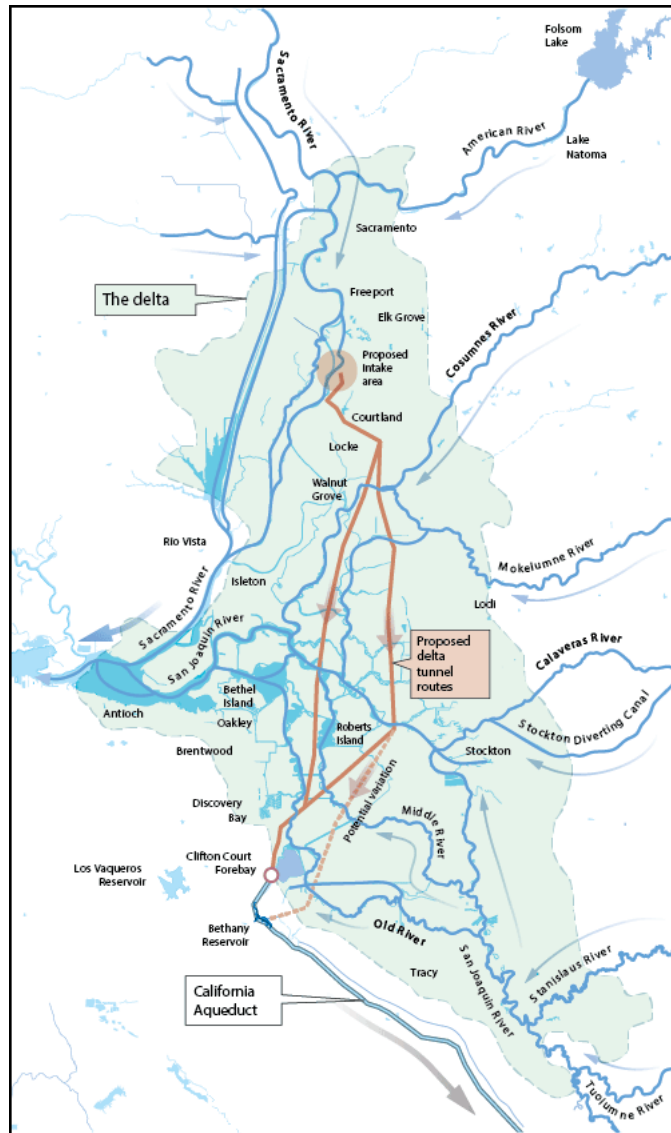 Folsom
Lake
Sacramento River
American River
Lake
Natoma
Sacramento
The delta
Freeport
Elk Grove
Cosumnes River
Proposed
Intake
area
Courtland
Locke
Walnut
Grove
Rio Vista
Mokelumne River
Isleton
Lodi
Sacramento River
San Joaquin River
Proposed
delta
tunnel
routes
Calaveras River
Bethel
Island
Stockton Diverting Canal
Antioch
Oakley
Roberts
Island
Brentwood
Stockton
Potential variation
Discovery
Bay
Middle River
Clifton Court
Forebay
Los Vaqueros
Reservoir
Bethany
Reservoir
Old River
San Joaquin River
Stanislaus River
Tracy
California
Aqueduct
Tuolumne River